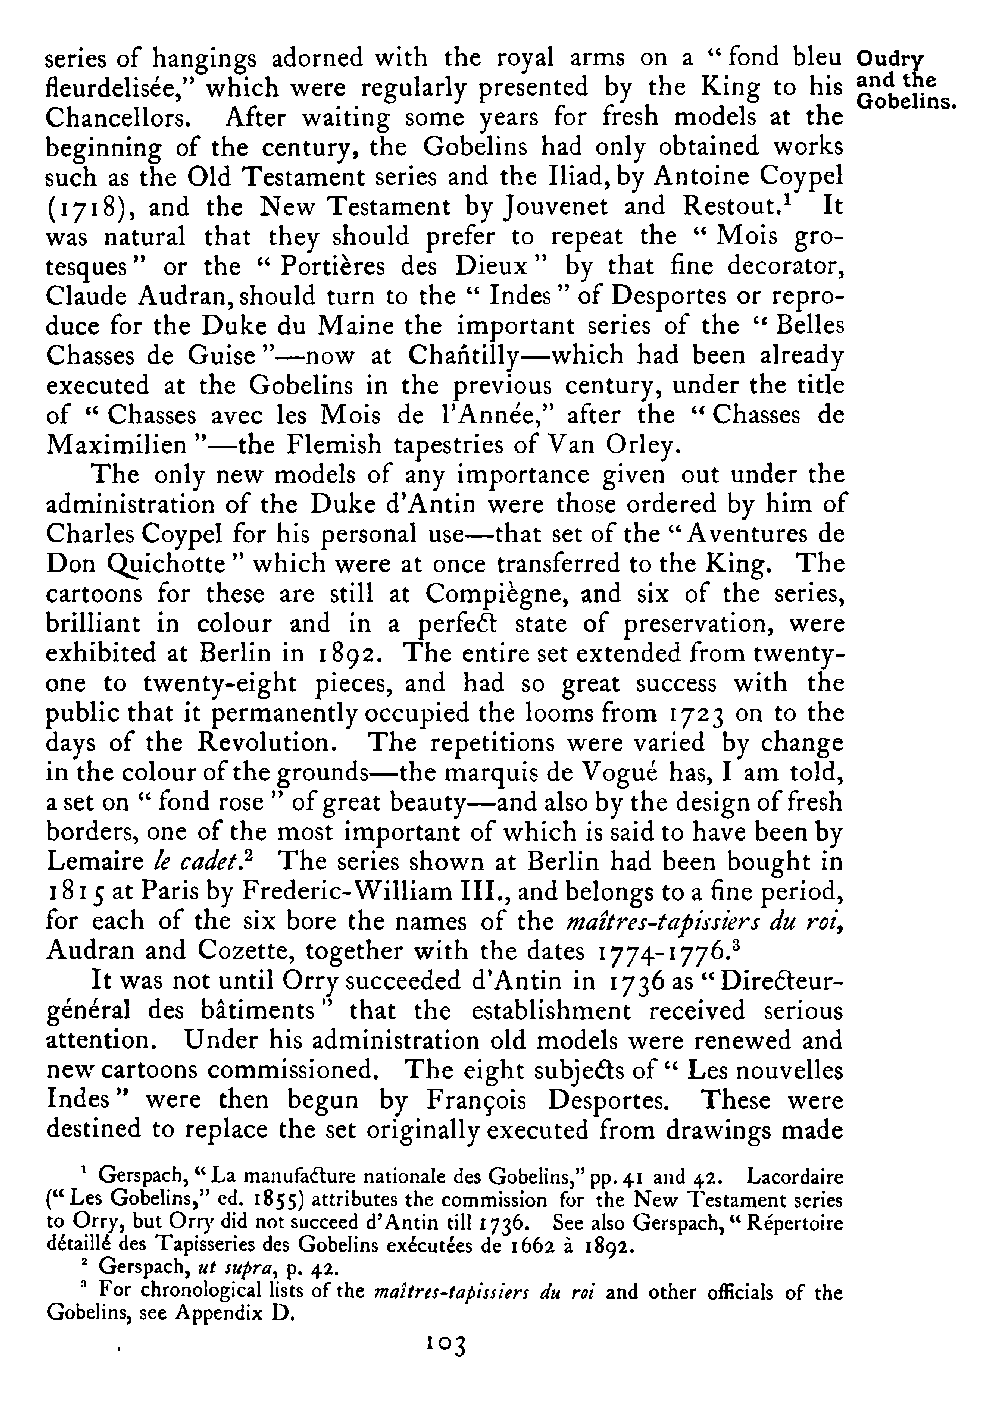 series of hangings adorned with the royal arms on a “ fond bleu
fleurdelisée,” which were regularly presented by the King to his
Chancellors. After waiting some years for fresh models at the
beginning of the century, the Gobelins had only obtained works
such as the Old Testament series and the Iliad, by Antoine Coypel
(1718), and the New Testament by Jouvenet and Restout.¹ It
was natural that they should prefer to repeat the “ Mois gro-
tesques ” or the “ Portières des Dieux ” by that fine decorator,
Claude Audran, should turn to the “ Indes ” of Desportes or repro-
duce for the Duke du Maine the important series of the “ Belles
Chasses de Guise ”—now at Chantilly—which had been already
executed at the Gobelins in the previous century, under the title
of “ Chasses avec les Mois de l’Année,” after the “ Chasses de
Maximilien ”—the Flemish tapestries of Van Orley.
The only new models of any importance given out under the
administration of the Duke d’Antin were those ordered by him of
Charles Coypel for his personal use—that set of the “ Aventures de
Don Quichotte ” which were at once transferred to the King. The
cartoons for these are still at Compiègne, and six of the series,
brilliant in colour and in a perfect state of preservation, were
exhibited at Berlin in 1892. The entire set extended from twenty-
one to twenty-eight pieces, and had so great success with the
public that it permanently occupied the looms from 1723 on to the
days of the Revolution. The repetitions were varied by change
in the colour of the grounds—the marquis de Vogué has, I am told,
a set on “ fond rose ” of great beauty—and also by the design of fresh
borders, one of the most important of which is said to have been by
Lemaire le cadet.² The series shown at Berlin had been bought in
1815 at Paris by Frederic-William III., and belongs to a fine period,
for each of the six bore the names of the maîtres-tapissiers du roi,
Audran and Cozette, together with the dates 1774-1776.³
It was not until Orry succeeded d’Antin in 1736 as “ Directeur-
général des bâtiments ” that the establishment received serious
attention. Under his administration old models were renewed and
new cartoons commissioned. The eight subjects of “ Les nouvelles
Indes ” were then begun by François Desportes. These were
destined to replace the set originally executed from drawings made
Oudry
and the
Gobelins.
¹ Gerspach, “ La manufacture nationale des Gobelins,” pp. 41 and 42. Lacordaire
(“ Les Gobelins,” ed. 1855) attributes the commission for the New Testament series
to Orry, but Orry did not succeed d’Antin till 1736. See also Gerspach, “ Répertoire
détaillé des Tapisseries des Gobelins exécutées de 1662 à 1892.
² Gerspach, ut supra, p. 42.
³ For chronological lists of the maîtres-tapissiers du roi and other officials of the
Gobelins, see Appendix D.
103